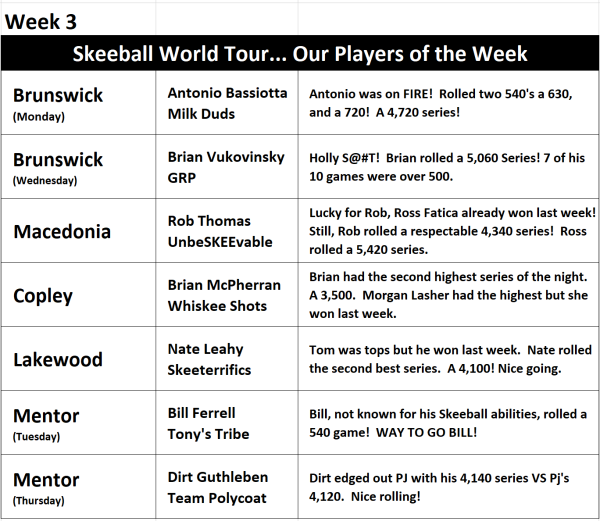 Week 3
Skeeball World Tour... Our Players of the Week
Brunswick
(Monday)
Antonio Bassiotta
Milk Duds
Antonio was on FIRE!  Rolled two 540's a 630,
and a 720!  A 4,720 series!
Brunswick
(Wednesday)
Brian Vukovinsky
GRP
Holly S@#T!  Brian rolled a 5,060 Series! 7 of his
10 games were over 500.
Macedonia
Rob Thomas
UnbeSKEEvable
Lucky for Rob, Ross Fatica already won last week!
Still, Rob rolled a respectable 4,340 series!  Ross
rolled a 5,420 series.
Copley
Brian McPherran
Whiskee Shots
Brian had the second highest series of the night.
A 3,500.  Morgan Lasher had the highest but she
won last week.
Lakewood
Nate Leahy
Skeeterrifics
Tom was tops but he won last week.  Nate rolled
the second best series.  A 4,100! Nice going.
Mentor
(Tuesday)
Bill Ferrell
Tony's Tribe
Bill, not known for his Skeeball abilities, rolled a
540 game!  WAY TO GO BILL!
Mentor
(Thursday)
Dirt Guthleben
Team Polycoat
Dirt edged out PJ with his 4,140 series VS Pj's
4,120.  Nice rolling!